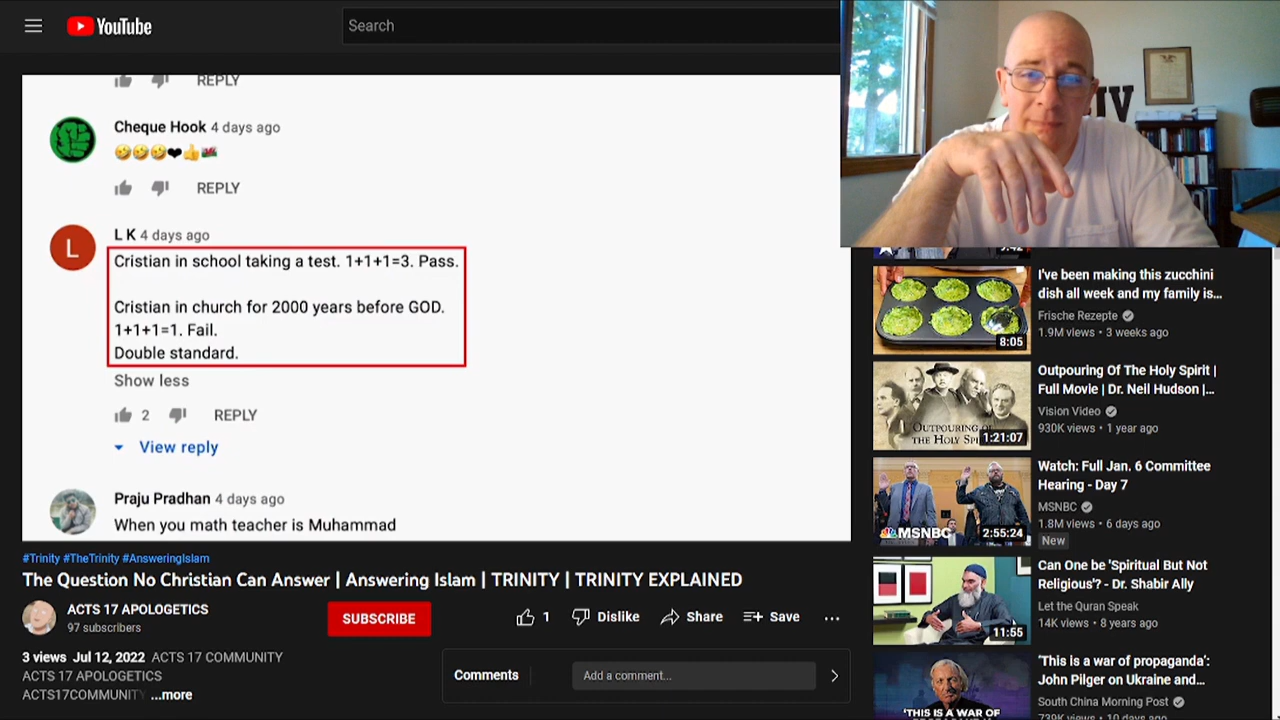 YouTube
Search
REPLY
Cheque Hook 4 days ago
🤣🤣🤣❤👍🏴󠁧󠁢󠁷󠁬󠁳󠁿
REPLY
L
L K 4 days ago
Cristian in school taking a test. 1+1+1=3. Pass.
Cristian in church for 2000 years before GOD.
1+1+1=1. Fail.
Double standard.
Show less
2 REPLY
View reply
Praju Pradhan 4 days ago
When you math teacher is Muhammad
#Trinity #TheTrinity #AnsweringIslam
The Question No Christian Can Answer | Answering Islam | TRINITY | TRINITY EXPLAINED
ACTS 17 APOLOGETICS
97 subscribers
SUBSCRIBE
1 Dislike Share Save ...
3 views Jul 12, 2022 ACTS 17 COMMUNITY
ACTS 17 APOLOGETICS
ACTS17COMMUNITY ...more
Comments
Add a comment...
IV
I've been making this zucchini
dish all week and my family is...
Frische Rezepte
1.9M views • 3 weeks ago
8:05
Outpouring Of The Holy Spirit |
Full Movie | Dr. Neil Hudson |...
Vision Video
930K views • 1 year ago
OUTPOURING
THE HOLY
1:21:07
Watch: Full Jan. 6 Committee
Hearing - Day 7
MSNBC
1.8M views • 6 days ago
New
MSNBC
2:55:24
Can One be 'Spiritual But Not
Religious'? - Dr. Shabir Ally
Let the Quran Speak
14K views • 8 years ago
11:55
'This is a war of propaganda':
John Pilger on Ukraine and...
South China Morning Post
739K views • 10 days ago
'THIS IS A WAR OF